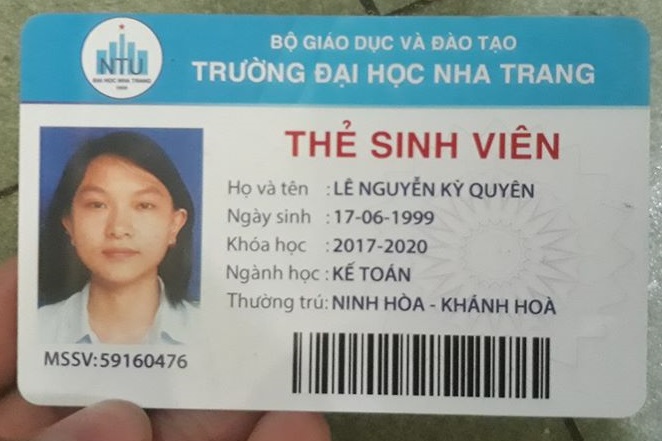 BỘ GIÁO DỤC VÀ ĐÀO TẠO
TRƯỜNG ĐẠI HỌC NHA TRANG
NTU
ĐẠI HỌC NHA TRANG
THẺ SINH VIÊN
Họ và tên : LÊ NGUYỄN KỲ QUYÊN
Ngày sinh : 17-06-1999
Khóa học : 2017-2020
Ngành học : KẾ TOÁN
Thường trú: NINH HÒA - KHÁNH HOÀ
MSSV:59160476